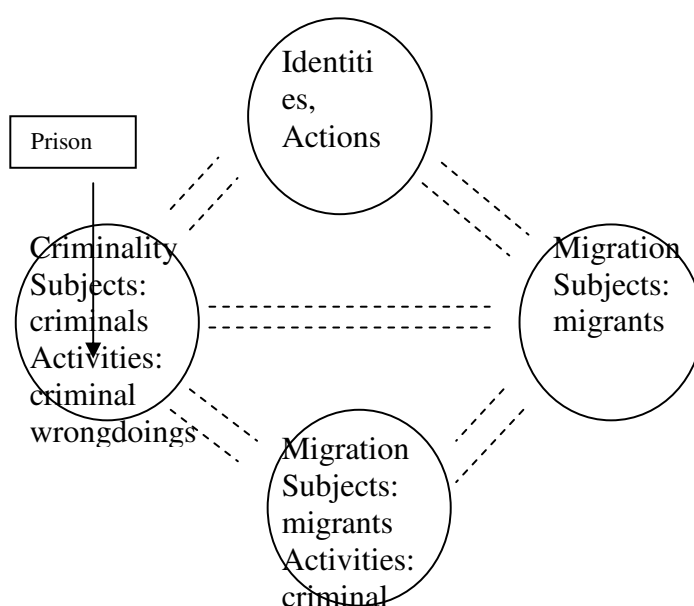 Identiti
es,
Actions
Prison
Criminality
Subjects:
criminals
Activities:
criminal
wrongdoings
Migration
Subjects:
migrants
Migration
Subjects:
migrants
Activities:
criminal